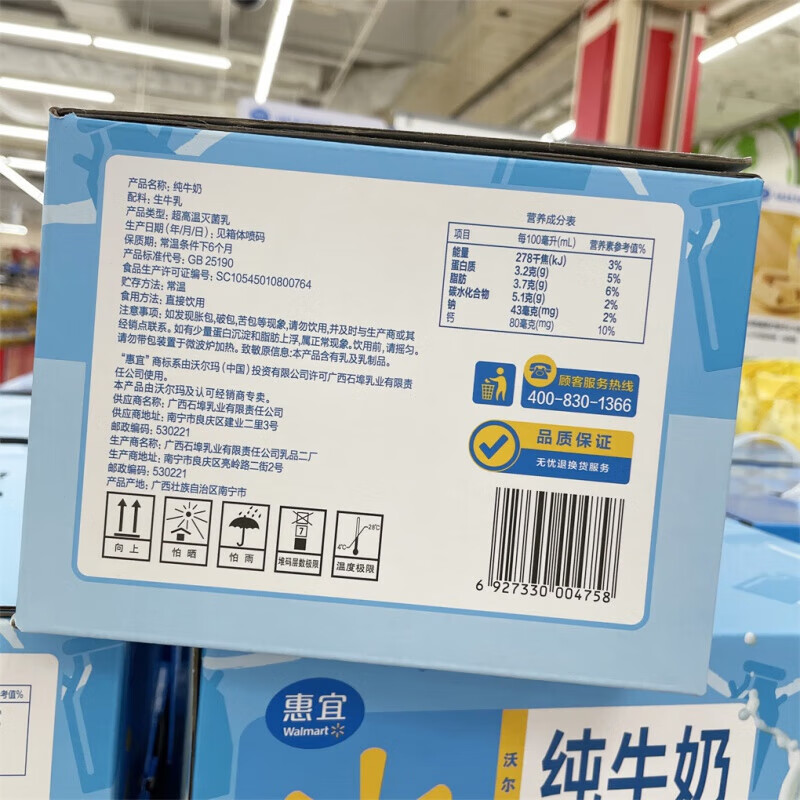 产品名称: 纯牛奶
配料: 生牛乳
产品类型: 超高温灭菌乳
生产日期(年/月/日): 见箱体喷码
保质期: 常温条件下6个月
产品标准代号: GB 25190
食品生产许可证编号: SC10545010800764
贮存方法: 常温
食用方法: 直接饮用
注意事项: 如发现胀包,破包,苦包等现象,请勿饮用,并及时与生产商或其
经销点联系。如有少量蛋白沉淀和脂肪上浮,属正常现象。饮用前,请摇匀。
请勿带包装置于微波炉加热。致敏原信息: 本产品含有乳及乳制品。
“惠宜”商标系由沃尔玛(中国)投资有限公司许可广西石埠乳业有限责
任公司使用。
本产品由沃尔玛及认可经销商专卖。
供应商名称: 广西石埠乳业有限责任公司
供应商地址: 南宁市良庆区建业二里3号
邮政编码: 530221
生产商名称: 广西石埠乳业有限责任公司乳品二厂
生产商地址: 南宁市良庆区亮岭路二街2号
邮政编码: 530221
产品产地: 广西壮族自治区南宁市
向上
怕晒
怕雨
7
堆码层数极限
4℃
28℃
温度极限
营养成分表
项目 每100毫升(mL) 营养素参考值%
能量 278千焦(kJ) 3%
蛋白质 3.2克(g) 5%
脂肪 3.7克(g) 6%
碳水化合物 5.1克(g) 2%
钠 43毫克(mg) 2%
钙 80毫克(mg) 10%
顾客服务热线
400-830-1366
品质保证
无忧退换货服务
6 927330 004758
考值%
惠宜
Walmart
沃尔
纯牛奶